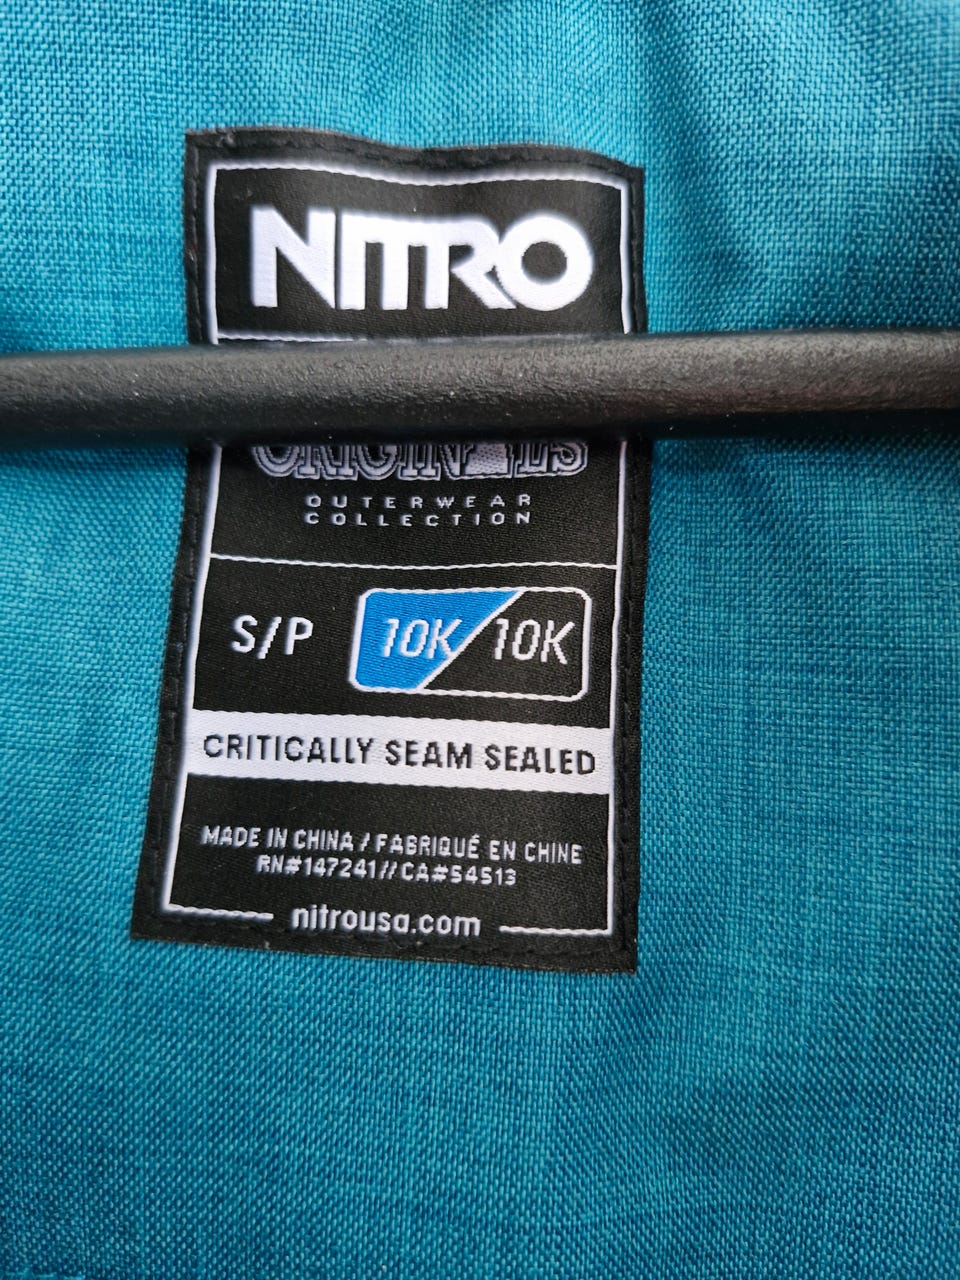 NITRO
ORIGINALS
OUTERWEAR
COLLECTION
S/P 10K/10K
CRITICALLY SEAM SEALED
MADE IN CHINA / FABRIQUÉ EN CHINE
RN#147241//CA#54513
nitrousa.com